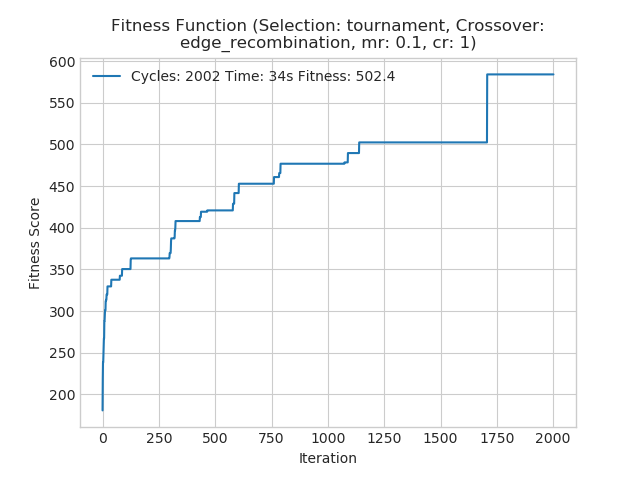 Fitness Function (Selection: tournament, Crossover:
edge_recombination, mr: 0.1, cr: 1)
Cycles: 2002 Time: 34s Fitness: 502.4
600
550
500
450
400
350
300
250
200
Fitness Score
0 250 500 750 1000 1250 1500 1750 2000
Iteration